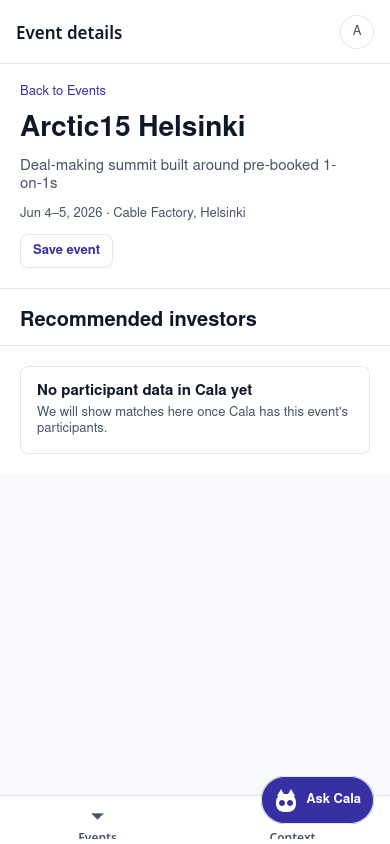 Event details
A
Back to Events
Arctic15 Helsinki
Deal-making summit built around pre-booked 1-
on-1s
Jun 4–5, 2026 · Cable Factory, Helsinki
Save event
Recommended investors
No participant data in Cala yet
We will show matches here once Cala has this event's
participants.
Ask Cala
Events
Context